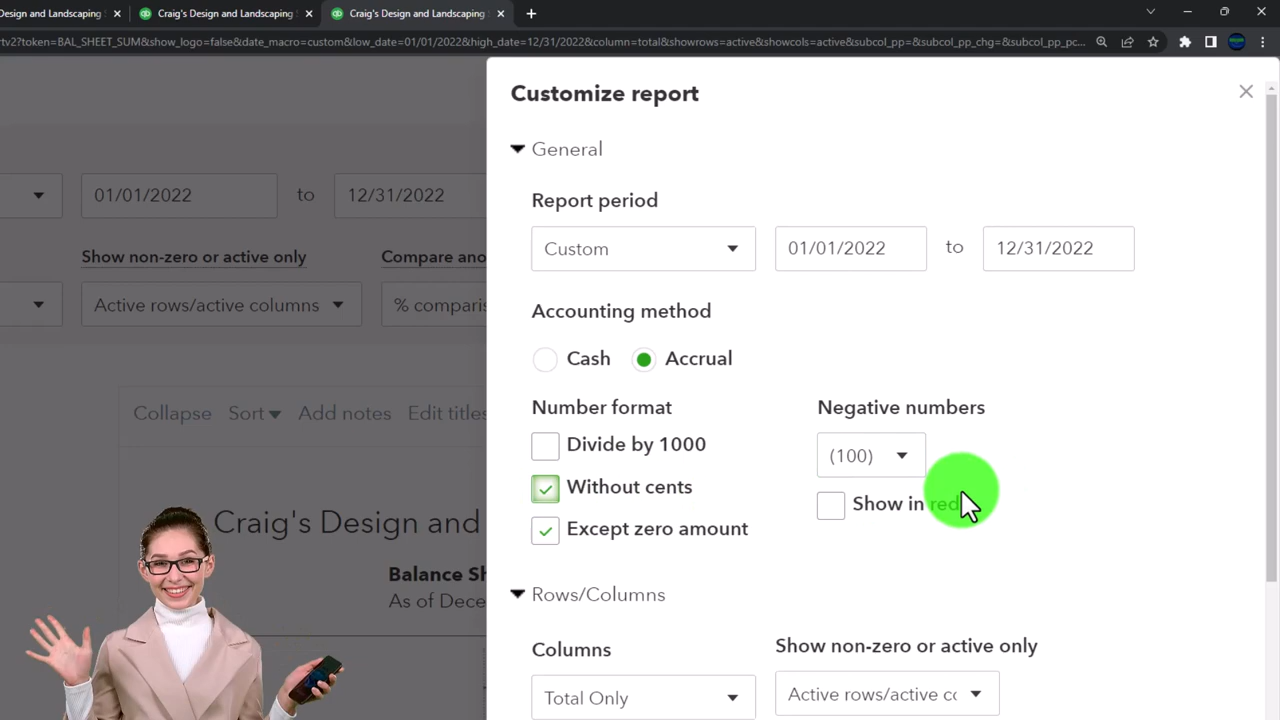 Design and Landscaping S
Craig's Design and Landscaping
Craig's Design and Landscaping
rtv2?token=BAL_SHEET_SUM&show_logo=false&date_macro=custom&low_date=01/01/2022&high_date=12/31/2022&column=total&showrows=active&showcols=active&subcol_pp=&subcol_pp_chg=&subcol_pp_pc...
Customize report
General
01/01/2022 to 12/31/2022
Report period
Custom 01/01/2022 to 12/31/2022
Show non-zero or active only Compare ano
Active rows/active columns % comparis
Accounting method
Cash Accrual
Number format Negative numbers
Collapse Sort Add notes Edit titles
Divide by 1000 (100)
Without cents
Show in red
Except zero amount
Craig's Design and
Balance Sh
As of Dece
Rows/Columns
Columns Show non-zero or active only
Total Only Active rows/active co